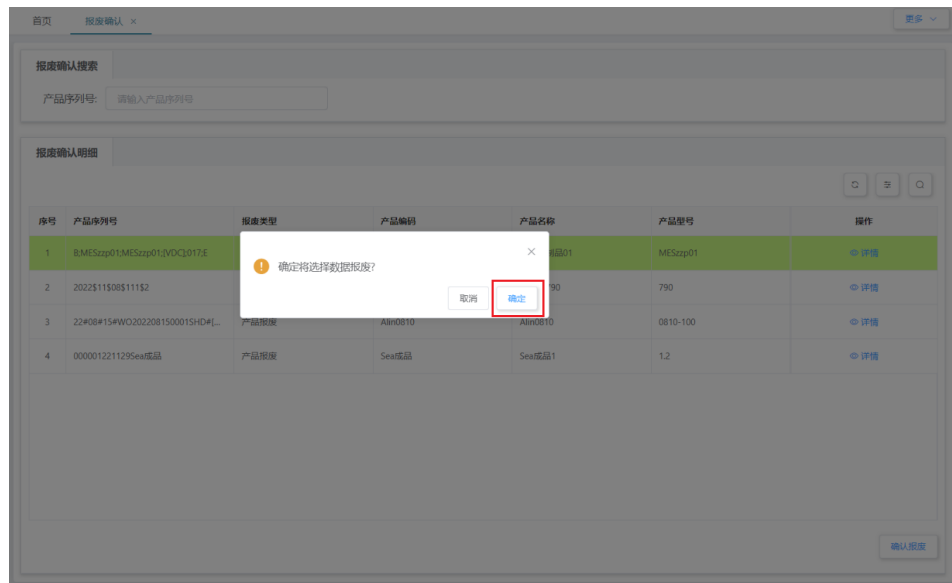 首页 报废确认 × 更多
报废确认搜索
产品序列号: 请输入产品序列号
报废确认明细
序号 产品序列号 报废类型 产品编码 产品名称 产品型号 操作
1 8;MESzzp01;MESzzp01;[VDC];017;E 制品01 MESzzp01 详情
确定将选择数据报废?
取消 确定
2 2022$11$08$111$2 790 790 详情
3 22#08#15#WO202208150001SHD#[... 产品报废 Alin0810 Alin0810 0810-100 详情
4 000001221129Sea成品 产品报废 Sea成品 Sea成品1 1.2 详情
确认报废